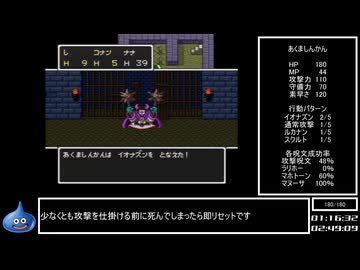 し コナン ナナ
H 9 H 5 H 39
あくましんかんは イオナズンを となえた!
あくましんかん
HP 180
MP 44
攻撃力 110
守備力 70
素早さ 120
行動パターン
イオナズン 2/5
通常攻撃 1/5
ルカナン 1/5
スクルト 1/5
各呪文成功率
攻撃呪文 48%
ラリホー 0%
マホトーン 60%
マヌーサ 100%
180/180
少なくとも攻撃を仕掛ける前に死んでしまったら即リセットです
01:16:32
02:49:09